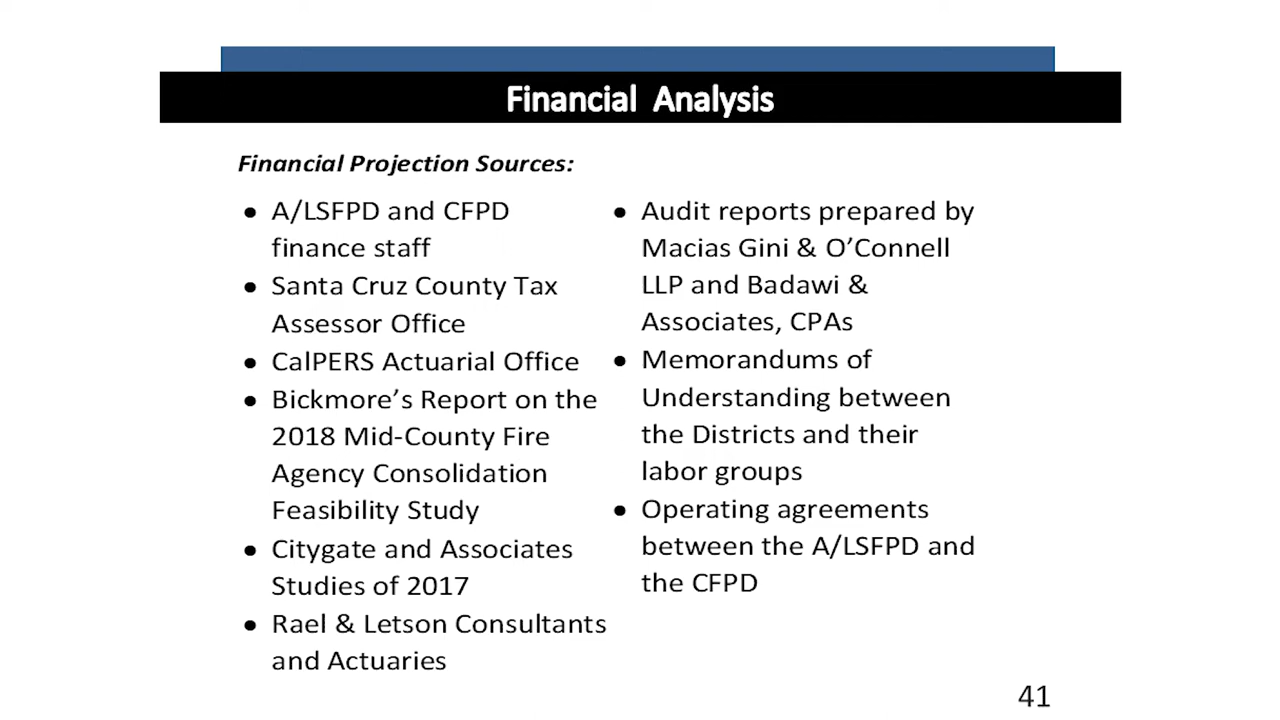 Financial Analysis
Financial Projection Sources:
● A/LSFPD and CFPD
finance staff
● Santa Cruz County Tax
Assessor Office
● CalPERS Actuarial Office
● Bickmore’s Report on the
2018 Mid-County Fire
Agency Consolidation
Feasibility Study
● Citygate and Associates
Studies of 2017
● Rael & Letson Consultants
and Actuaries
● Audit reports prepared by
Macias Gini & O’Connell
LLP and Badawi &
Associates, CPAs
● Memorandums of
Understanding between
the Districts and their
labor groups
● Operating agreements
between the A/LSFPD and
the CFPD
41